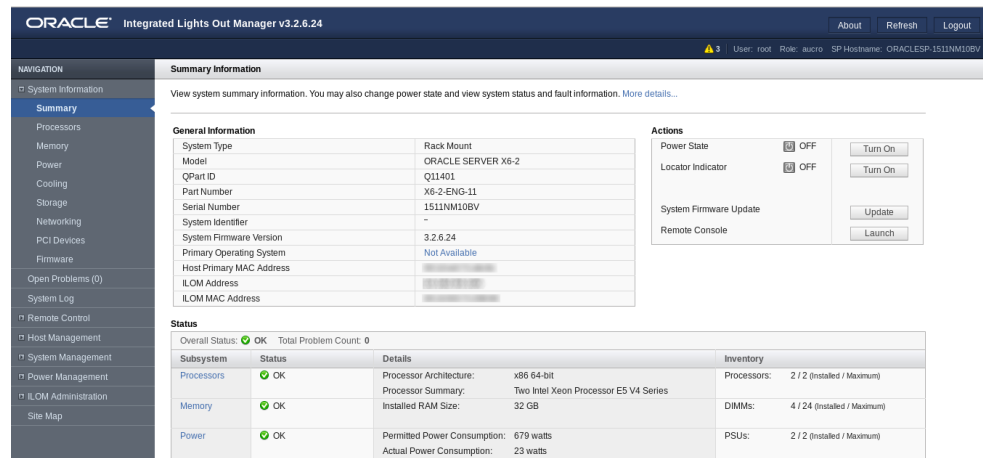 ORACLE® Integrated Lights Out Manager v3.2.6.24
About Refresh Logout
3 User: root Role: aucro SP Hostname: ORACLESP-1511NM10BV
NAVIGATION
System Information
Summary
Processors
Memory
Power
Cooling
Storage
Networking
PCI Devices
Firmware
Open Problems (0)
System Log
Remote Control
Host Management
System Management
Power Management
ILOM Administration
Site Map
Summary Information
View system summary information. You may also change power state and view system status and fault information. More details...
General Information
System Type Rack Mount
Model ORACLE SERVER X6-2
QPart ID Q11401
Part Number X6-2-ENG-11
Serial Number 1511NM10BV
System Identifier -
System Firmware Version 3.2.6.24
Primary Operating System Not Available
Host Primary MAC Address
ILOM Address
ILOM MAC Address
Actions
Power State OFF Turn On
Locator Indicator OFF Turn On
System Firmware Update Update
Remote Console Launch
Status
Overall Status: OK Total Problem Count: 0
Subsystem Status Details Inventory
Processors OK Processor Architecture: x86 64-bit Processors: 2 / 2 (Installed / Maximum)
Processor Summary: Two Intel Xeon Processor E5 V4 Series
Memory OK Installed RAM Size: 32 GB DIMMs: 4 / 24 (Installed / Maximum)
Power OK Permitted Power Consumption: 679 watts PSUs: 2 / 2 (Installed / Maximum)
Actual Power Consumption: 23 watts